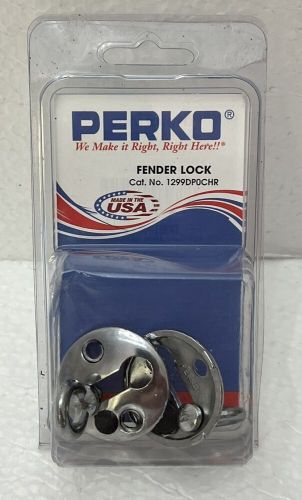 PERKO®
We Make it Right, Right Here!!®
FENDER LOCK
Cat. No. 1299DP0CHR
MADE IN THE
USA